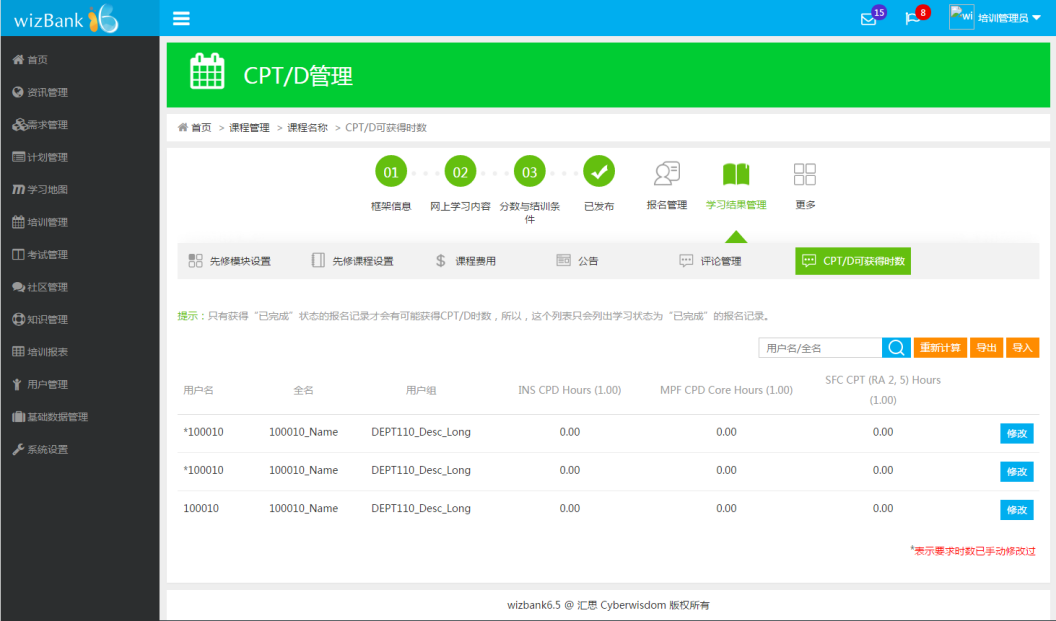 wizBank 6
15
8
wi
培训管理员
首页
资讯管理
需求管理
计划管理
学习地图
培训管理
考试管理
社区管理
知识管理
培训报表
用户管理
基础数据管理
系统设置
CPT/D管理
首页 > 课程管理 > 课程名称 > CPT/D可获得时数
01 02 03
框架信息 网上学习内容 分数与结训条件 已发布 报名管理 学习结果管理 更多
先修模块设置 先修课程设置 $ 课程费用 公告 评论管理 CPT/D可获得时数
提示：只有获得“已完成”状态的报名记录才会有可能获得CPT/D时数，所以，这个列表只会列出学习状态为“已完成”的报名记录。
用户名/全名 重新计算 导出 导入
用户名 全名 用户组 INS CPD Hours (1.00) MPF CPD Core Hours (1.00) SFC CPT (RA 2, 5) Hours (1.00)
*100010 100010_Name DEPT110_Desc_Long 0.00 0.00 0.00 修改
*100010 100010_Name DEPT110_Desc_Long 0.00 0.00 0.00 修改
100010 100010_Name DEPT110_Desc_Long 0.00 0.00 0.00 修改
*表示要求时数已手动修改过
wizbank6.5 @ 汇思 Cyberwisdom 版权所有